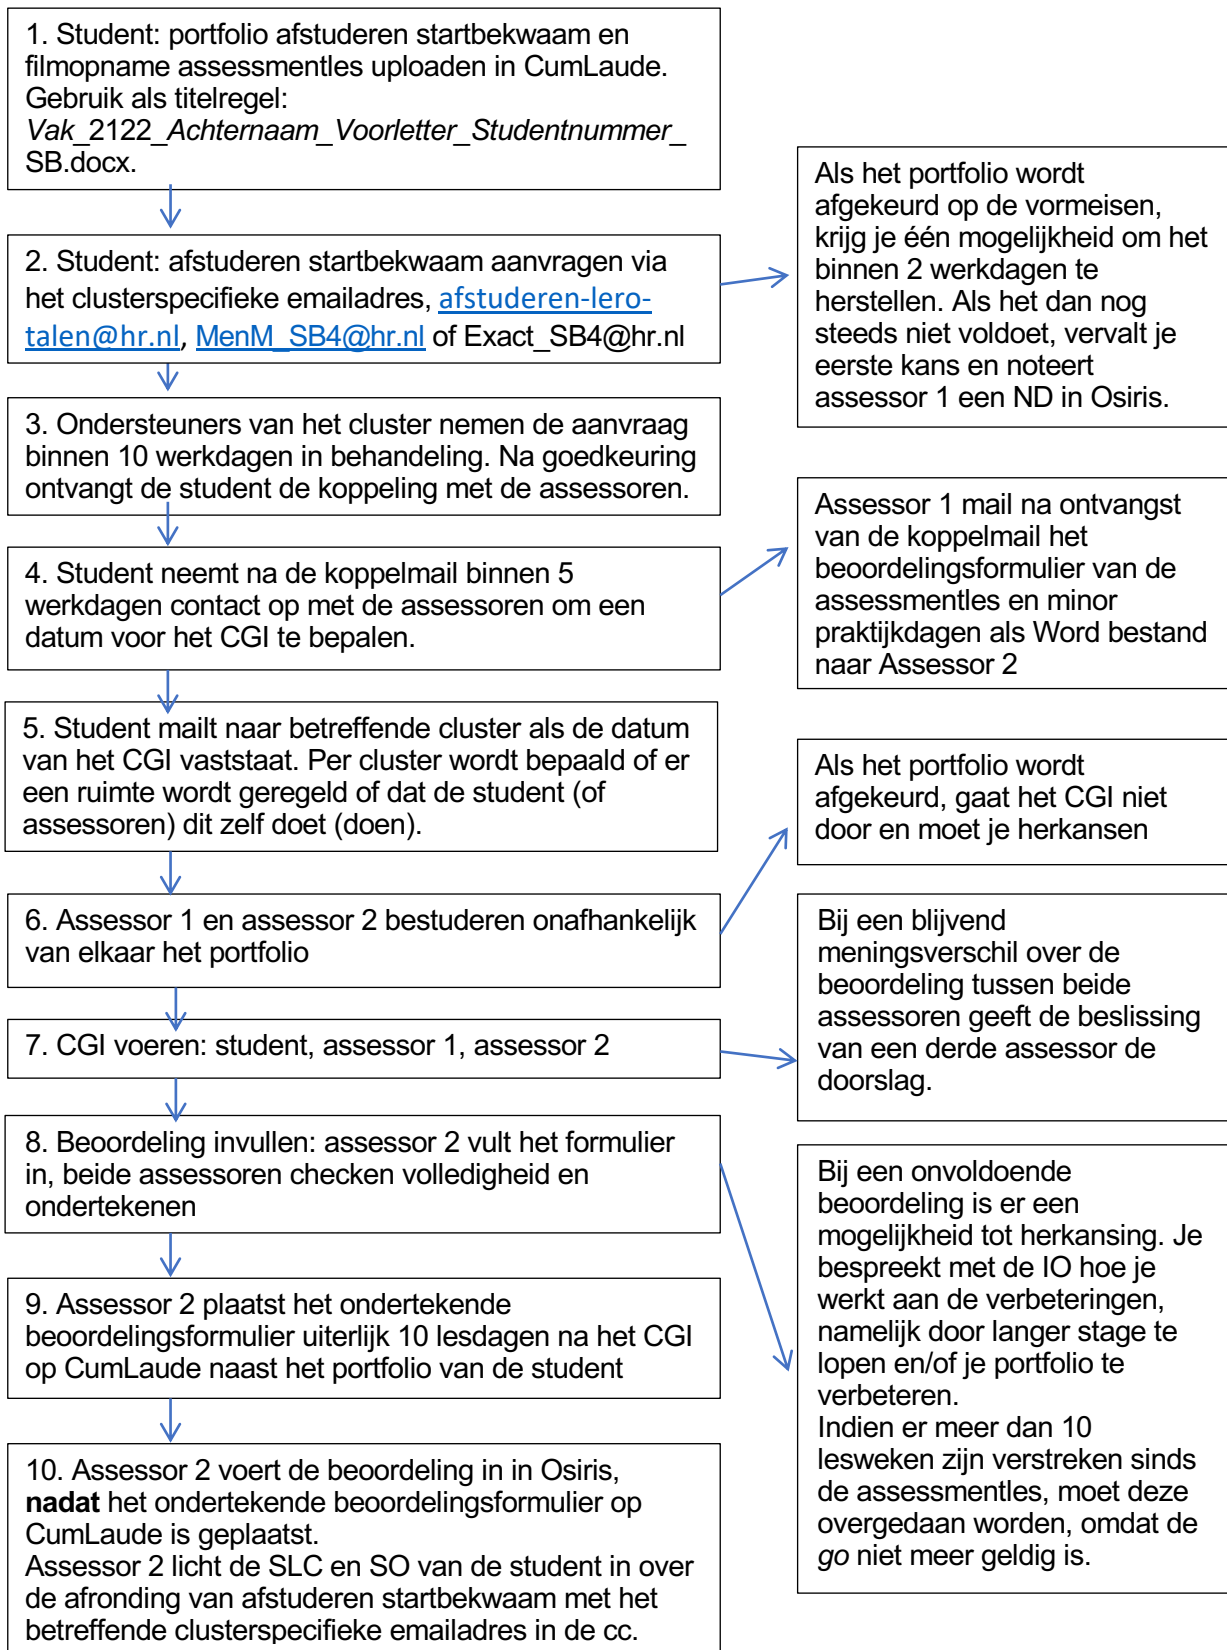 1. Student: portfolio afstuderen startbekwaam en
filmopname assessmentles uploaden in CumLaude.
Gebruik als titelregel:
Vak_2122_Achternaam_Voorletter_Studentnummer_
SB.docx.
Als het portfolio wordt
afgekeurd op de vormeisen,
krijg je één mogelijkheid om het
binnen 2 werkdagen te
herstellen. Als het dan nog
steeds niet voldoet, vervalt je
eerste kans en noteert
assessor 1 een ND in Osiris.
2. Student: afstuderen startbekwaam aanvragen via
het clusterspecifieke emailadres, afstuderen-lero-
talen@hr.nl, MenM_SB4@hr.nl of Exact_SB4@hr.nl
3. Ondersteuners van het cluster nemen de aanvraag
binnen 10 werkdagen in behandeling. Na goedkeuring
ontvangt de student de koppeling met de assessoren.
Assessor 1 mail na ontvangst
van de koppelmail het
beoordelingsformulier van de
assessmentles en minor
praktijkdagen als Word bestand
naar Assessor 2
4. Student neemt na de koppelmail binnen 5
werkdagen contact op met de assessoren om een
datum voor het CGI te bepalen.
5. Student mailt naar betreffende cluster als de datum
van het CGI vaststaat. Per cluster wordt bepaald of er
een ruimte wordt geregeld of dat de student (of
assessoren) dit zelf doet (doen).
Als het portfolio wordt
afgekeurd, gaat het CGI niet
door en moet je herkansen
6. Assessor 1 en assessor 2 bestuderen onafhankelijk
van elkaar het portfolio
Bij een blijvend
meningsverschil over de
beoordeling tussen beide
assessoren geeft de beslissing
van een derde assessor de
doorslag.
7. CGI voeren: student, assessor 1, assessor 2
8. Beoordeling invullen: assessor 2 vult het formulier
in, beide assessoren checken volledigheid en
ondertekenen
Bij een onvoldoende
beoordeling is er een
mogelijkheid tot herkansing. Je
bespreekt met de IO hoe je
werkt aan de verbeteringen,
namelijk door langer stage te
lopen en/of je portfolio te
verbeteren.
Indien er meer dan 10
lesweken zijn verstreken sinds
de assessmentles, moet deze
overgedaan worden, omdat de
go niet meer geldig is.
9. Assessor 2 plaatst het ondertekende
beoordelingsformulier uiterlijk 10 lesdagen na het CGI
op CumLaude naast het portfolio van de student
10. Assessor 2 voert de beoordeling in in Osiris,
nadat het ondertekende beoordelingsformulier op
CumLaude is geplaatst.
Assessor 2 licht de SLC en SO van de student in over
de afronding van afstuderen startbekwaam met het
betreffende clusterspecifieke emailadres in de cc.